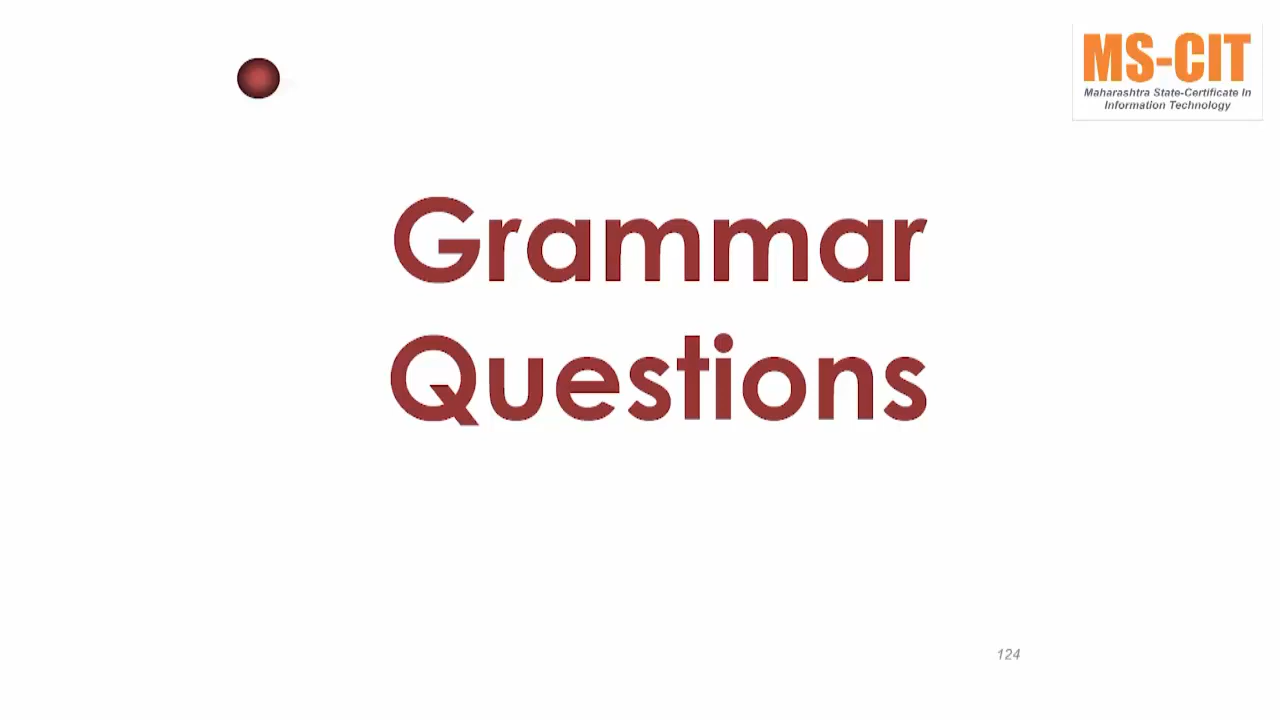 MS-CIT
Maharashtra State-Certificate In
Information Technology
Grammar
Questions
124